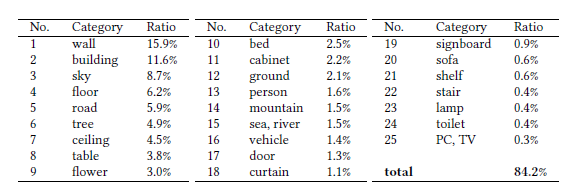 No. Category Ratio No. Category Ratio No. Category Ratio
1 wall 15.9% 10 bed 2.5% 19 signboard 0.9%
2 building 11.6% 11 cabinet 2.2% 20 sofa 0.6%
3 sky 8.7% 12 ground 2.1% 21 shelf 0.6%
4 floor 6.2% 13 person 1.6% 22 stair 0.4%
5 road 5.9% 14 mountain 1.5% 23 lamp 0.4%
6 tree 4.9% 15 sea, river 1.5% 24 toilet 0.4%
7 ceiling 4.5% 16 vehicle 1.4% 25 PC, TV 0.3%
8 table 3.8% 17 door 1.3%
9 flower 3.0% 18 curtain 1.1% total 84.2%